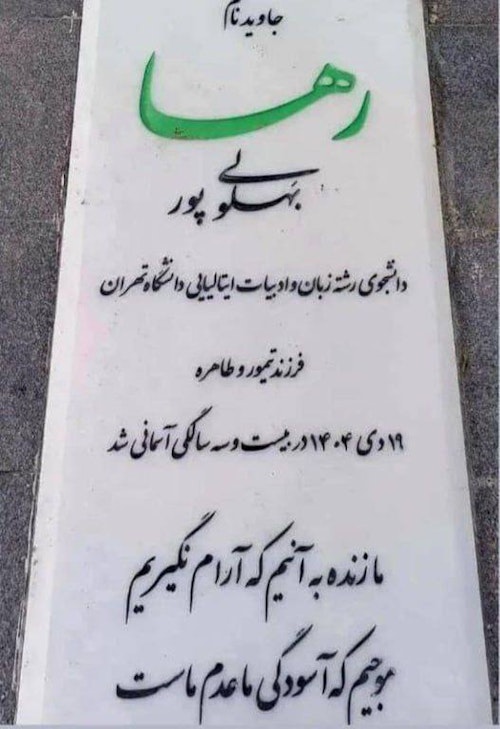 جاویدنام
رها
بهلولی پور
دانشجوی رشته زبان و ادبیات ایتالیایی دانشگاه تهران
فرزند تیمور و طاهره
۱۹ دی ۱۴۰۴ در بیست و سه سالگی آسمانی شد
ما زنده به آنیم که آرام نگیریم
موجیم که آسودگی ما عدم ماست